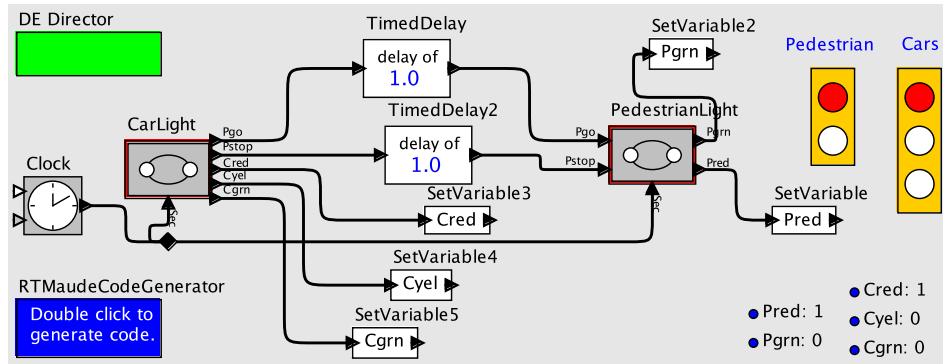 DE Director
TimedDelay
delay of
1.0
SetVariable2
Pgrn
Pedestrian
Cars
CarLight
Pgo
Pstop
Cred
Cyel
Cgrn
Sec
TimedDelay2
delay of
1.0
PedestrianLight
Pgo
Pstop
Pgrn
Pred
Sec
Clock
SetVariable3
Cred
SetVariable
Pred
SetVariable4
Cyel
RTMaudeCodeGenerator
Double click to
generate code.
SetVariable5
Cgrn
Pred: 1
Pgrn: 0
Cred: 1
Cyel: 0
Cgrn: 0